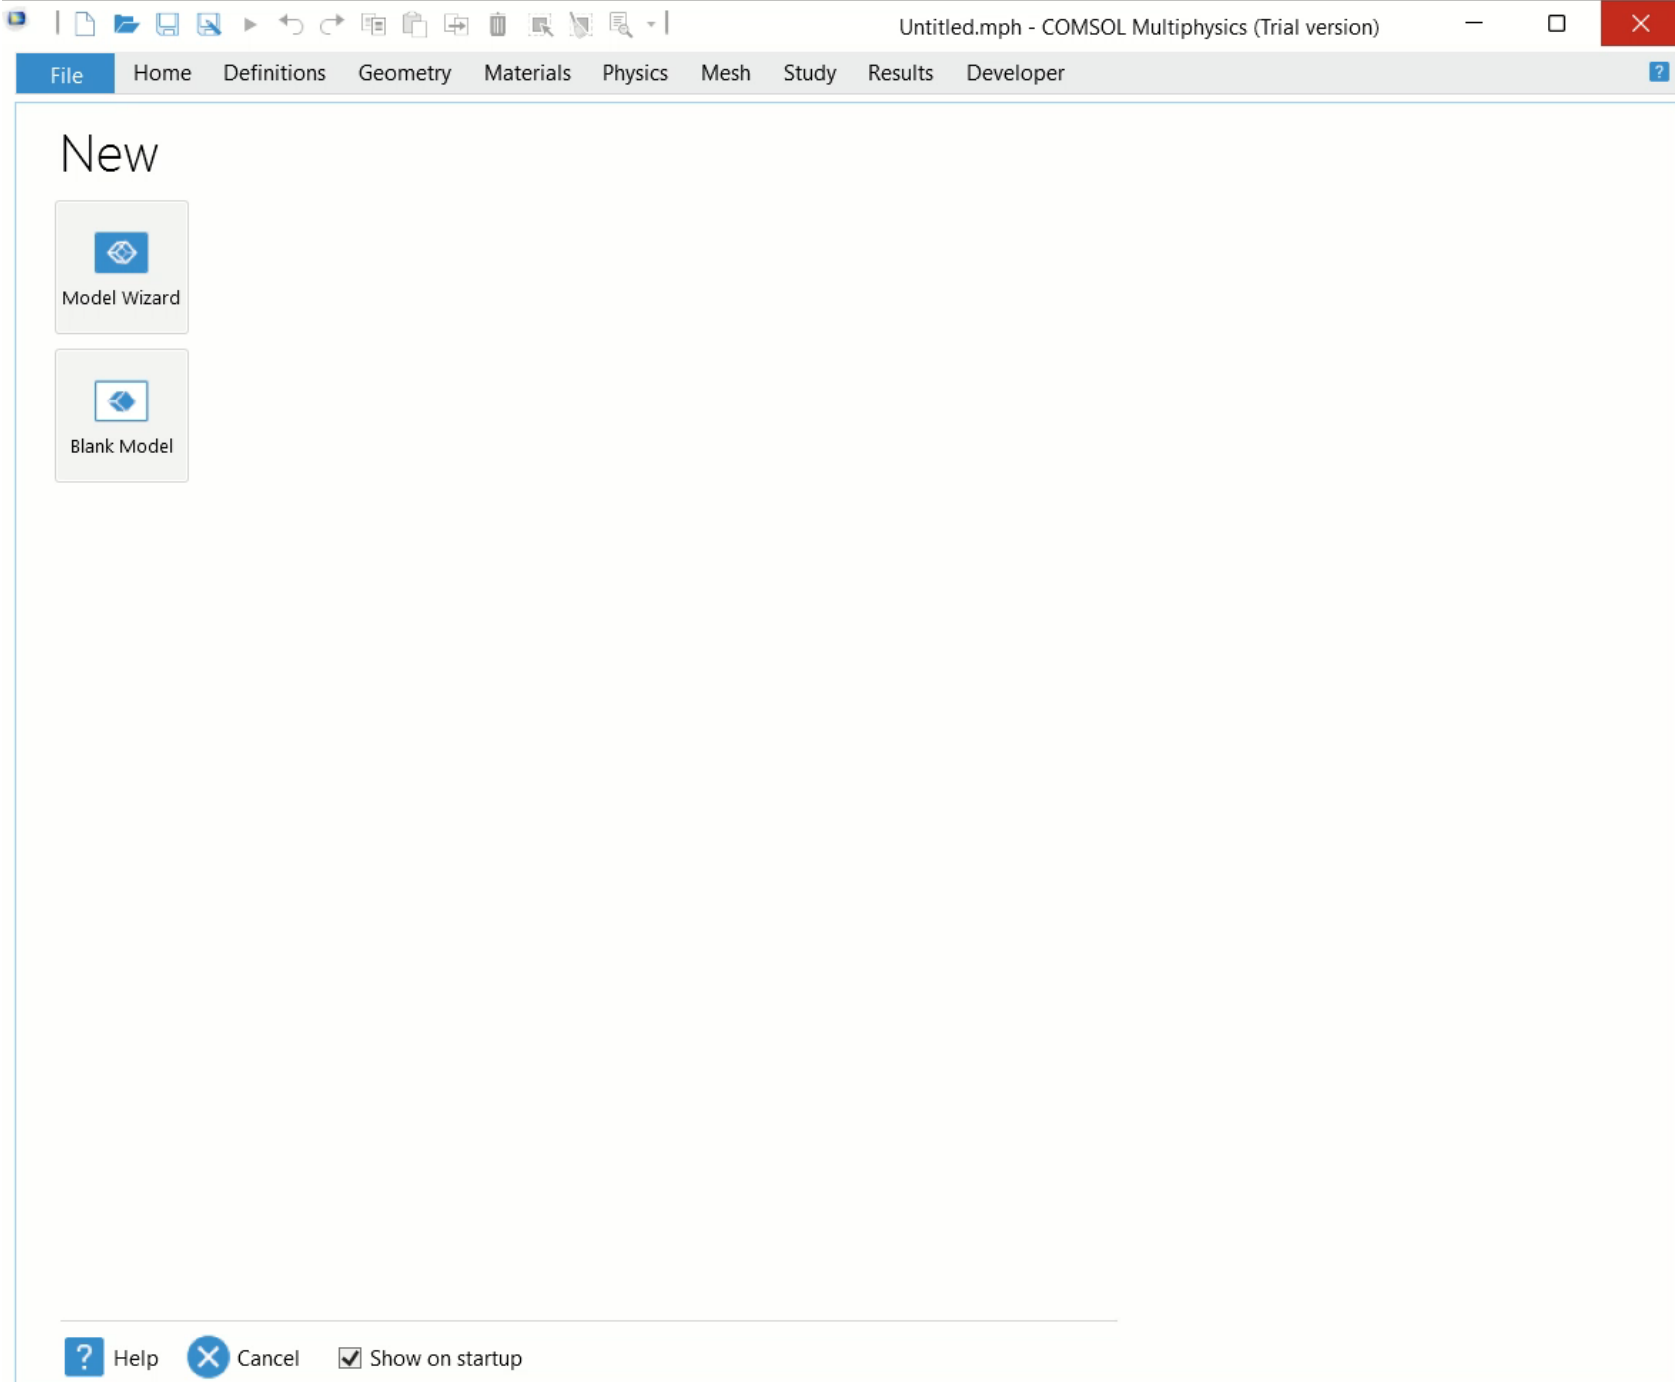 Untitled.mph - COMSOL Multiphysics (Trial version)
File Home Definitions Geometry Materials Physics Mesh Study Results Developer ?
New
Model Wizard
Blank Model
? Help Cancel Show on startup